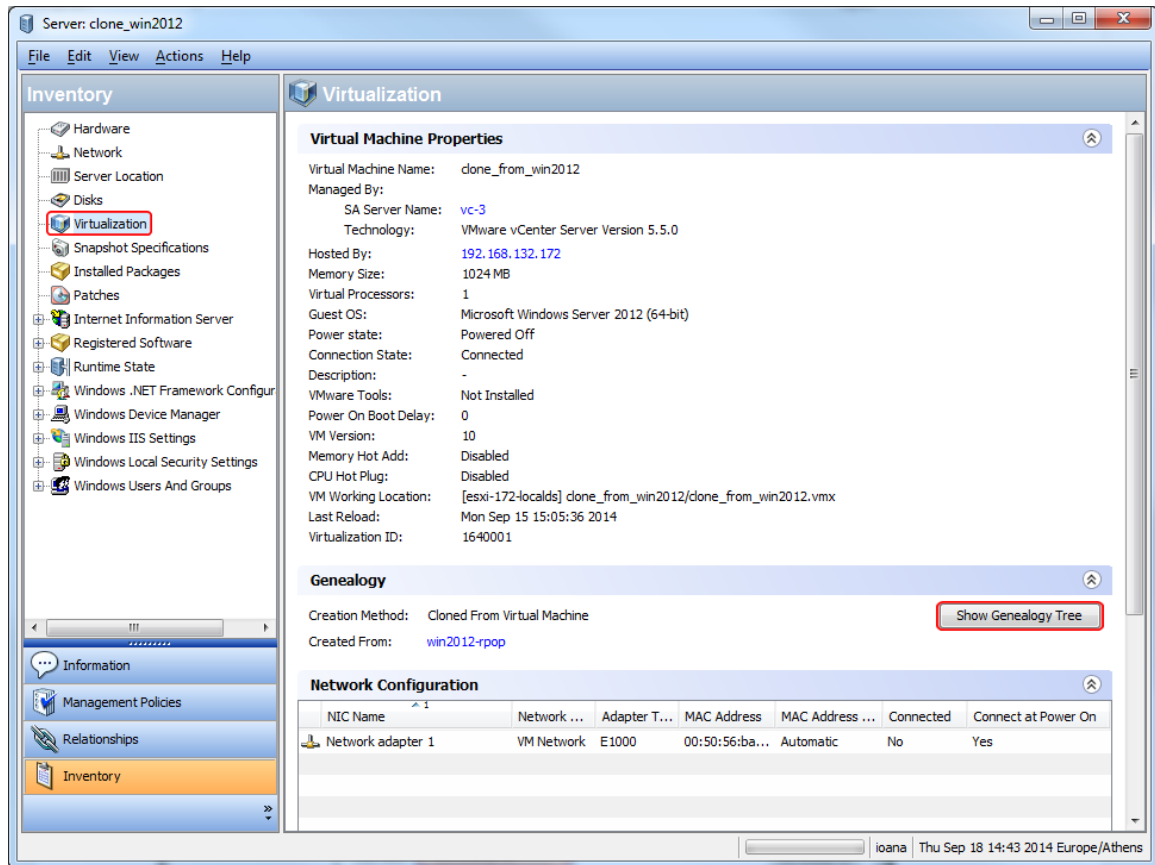 Server: clone_win2012
File Edit View Actions Help
Inventory
Hardware
Network
Server Location
Disks
Virtualization
Snapshot Specifications
Installed Packages
Patches
Internet Information Server
Registered Software
Runtime State
Windows .NET Framework Configur
Windows Device Manager
Windows IIS Settings
Windows Local Security Settings
Windows Users And Groups
Information
Management Policies
Relationships
Inventory
Virtualization
Virtual Machine Properties
Virtual Machine Name: clone_from_win2012
Managed By:
SA Server Name: vc-3
Technology: VMware vCenter Server Version 5.5.0
Hosted By: 192.168.132.172
Memory Size: 1024 MB
Virtual Processors: 1
Guest OS: Microsoft Windows Server 2012 (64-bit)
Power state: Powered Off
Connection State: Connected
Description: -
VMware Tools: Not Installed
Power On Boot Delay: 0
VM Version: 10
Memory Hot Add: Disabled
CPU Hot Plug: Disabled
VM Working Location: [esxi-172-localds] clone_from_win2012/clone_from_win2012.vmx
Last Reload: Mon Sep 15 15:05:36 2014
Virtualization ID: 1640001
Genealogy
Creation Method: Cloned From Virtual Machine
Show Genealogy Tree
Created From: win2012-rpop
Network Configuration
NIC Name 1 Network ... Adapter T... MAC Address MAC Address ... Connected Connect at Power On
Network adapter 1 VM Network E1000 00:50:56:ba... Automatic No Yes
ioana Thu Sep 18 14:43 2014 Europe/Athens